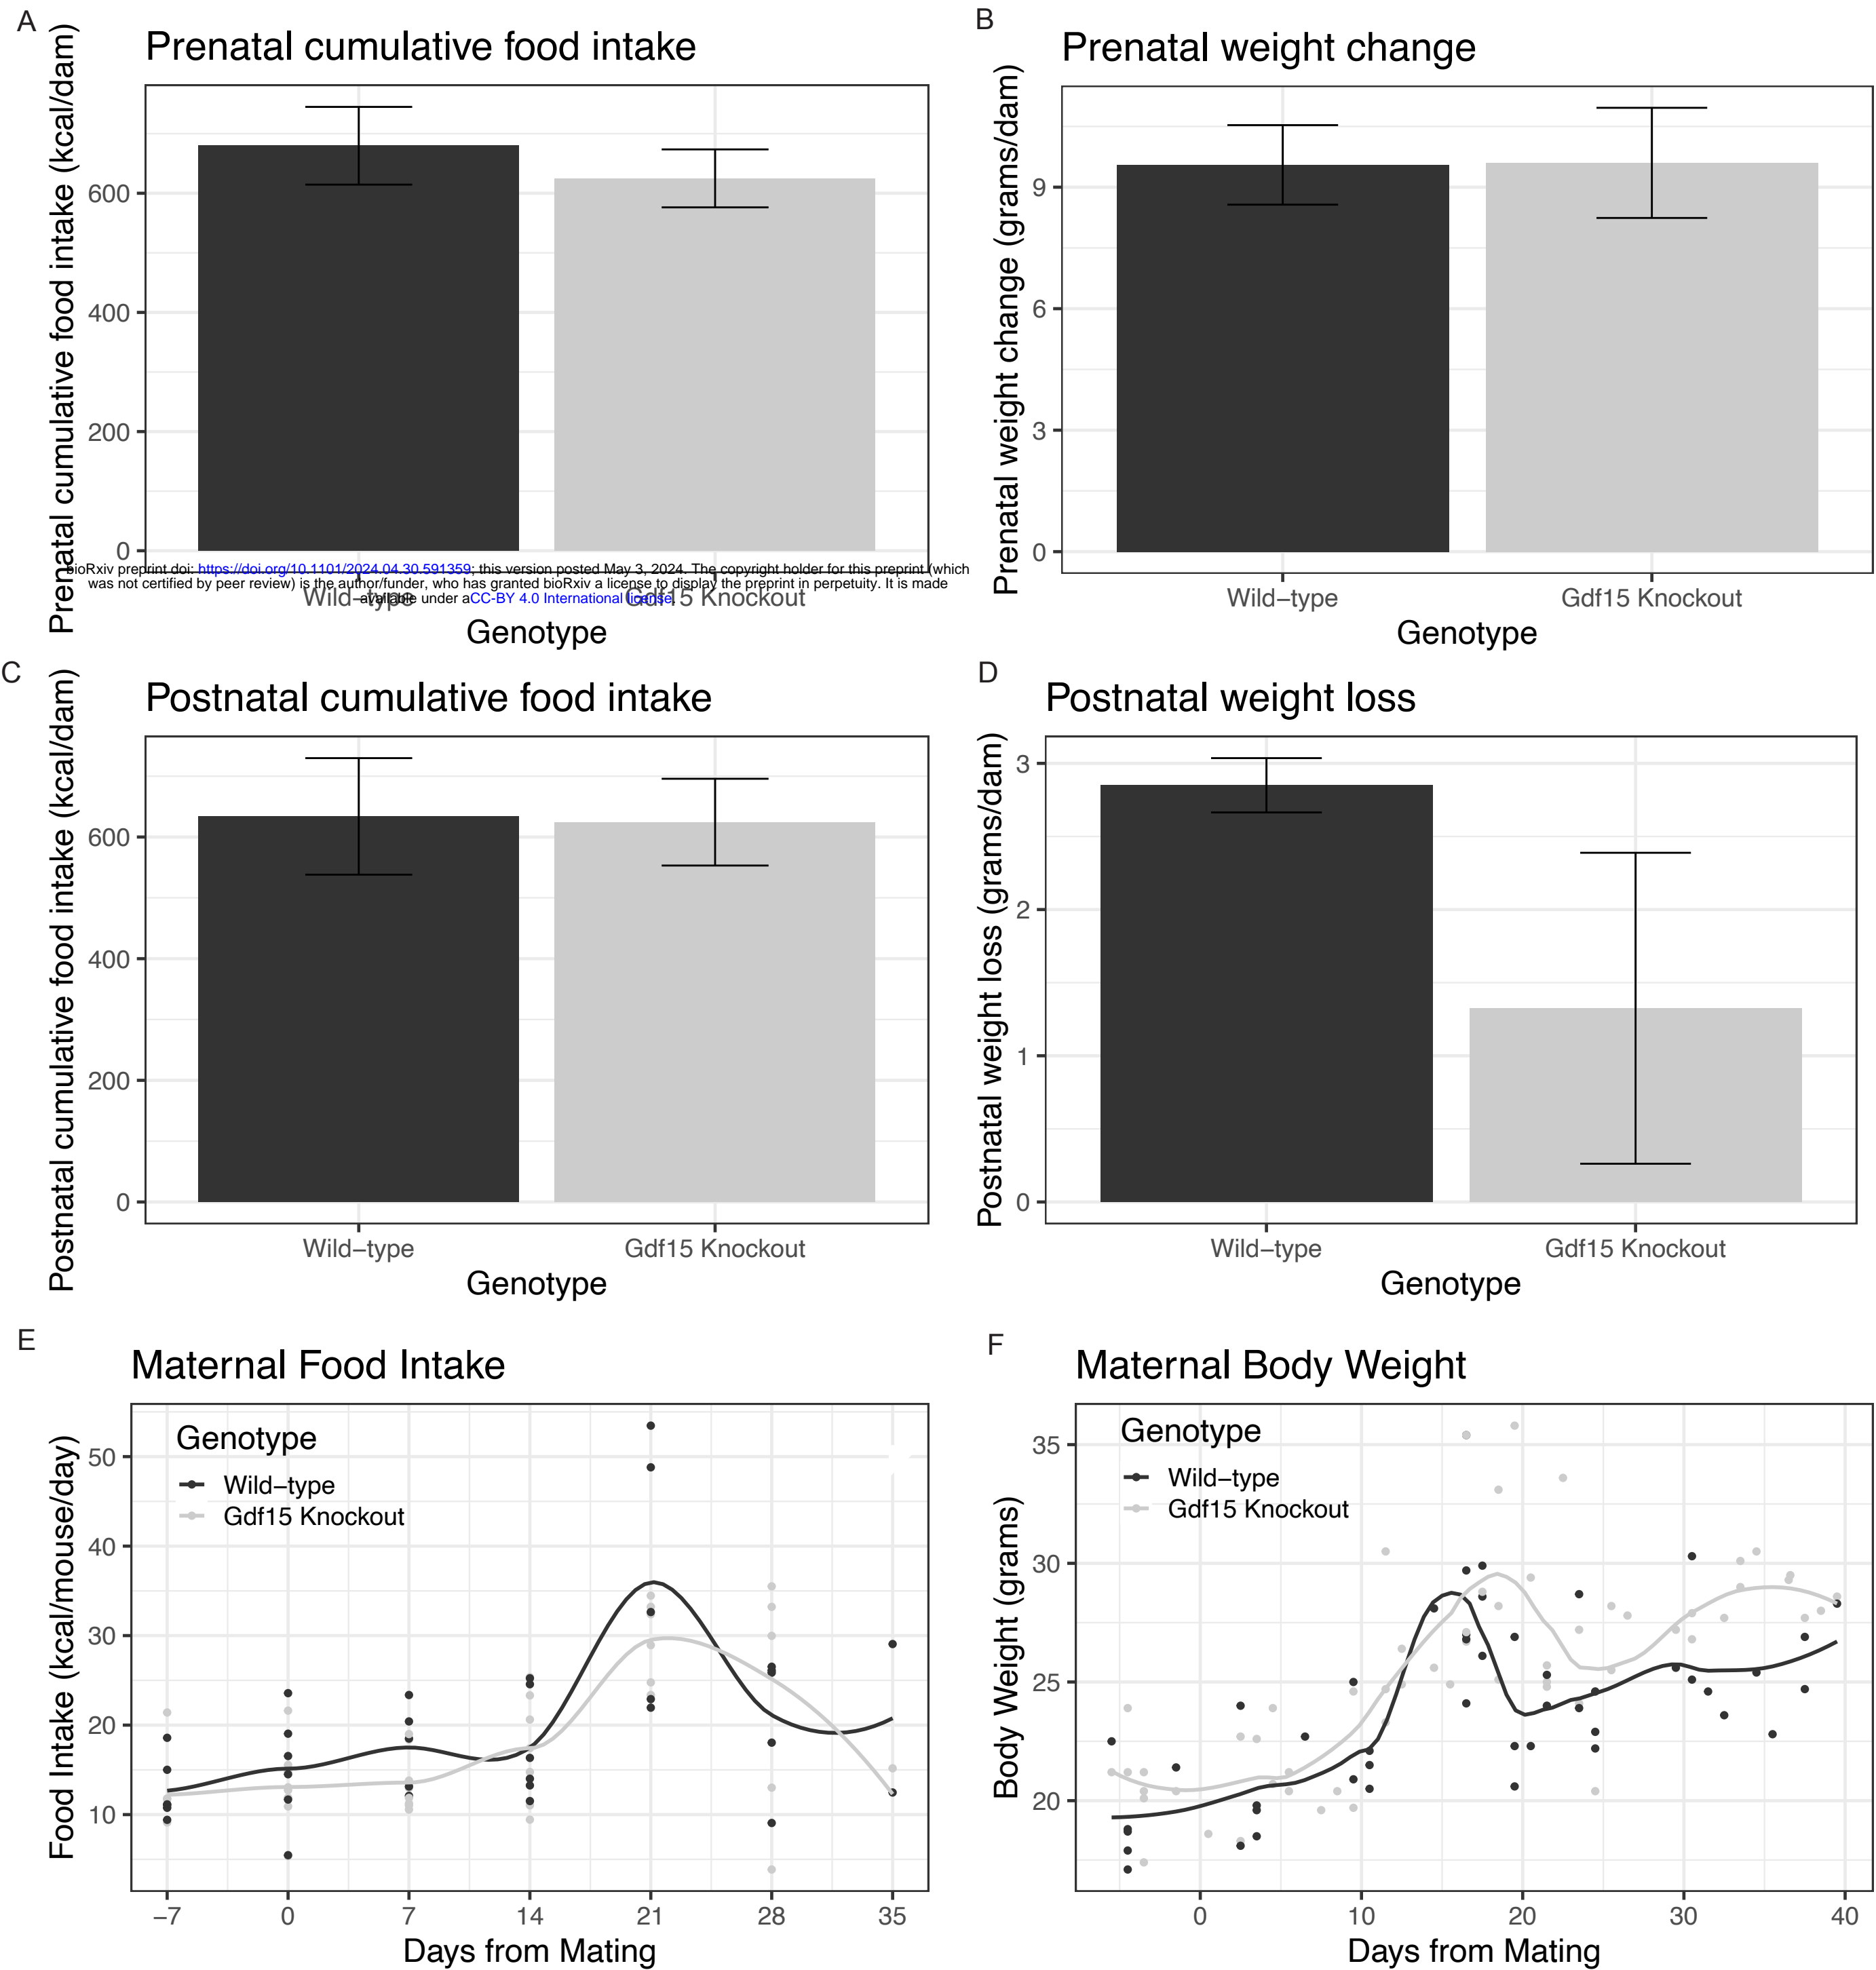 A
Prenatal cumulative food intake
Prenatal cumulative food intake (kcal/dam)
600
400
200
0
bioRxiv preprint doi: https://doi.org/10.1101/2024.04.30.591359; this version posted May 3, 2024. The copyright holder for this preprint (which
was not certified by peer review) is the author/funder, who has granted bioRxiv a license to display the preprint in perpetuity. It is made
available under aCC-BY 4.0 International license.
Wild−type
Gdf15 Knockout
Genotype
B
Prenatal weight change
Prenatal weight change (grams/dam)
9
6
3
0
Wild−type
Gdf15 Knockout
Genotype
C
Postnatal cumulative food intake
Postnatal cumulative food intake (kcal/dam)
600
400
200
0
Wild−type
Gdf15 Knockout
Genotype
D
Postnatal weight loss
Postnatal weight loss (grams/dam)
3
2
1
0
Wild−type
Gdf15 Knockout
Genotype
E
Maternal Food Intake
Food Intake (kcal/mouse/day)
Genotype
Wild−type
Gdf15 Knockout
50
40
30
20
10
−7
0
7
14
21
28
35
Days from Mating
F
Maternal Body Weight
Body Weight (grams)
Genotype
Wild−type
Gdf15 Knockout
35
30
25
20
0
10
20
30
40
Days from Mating